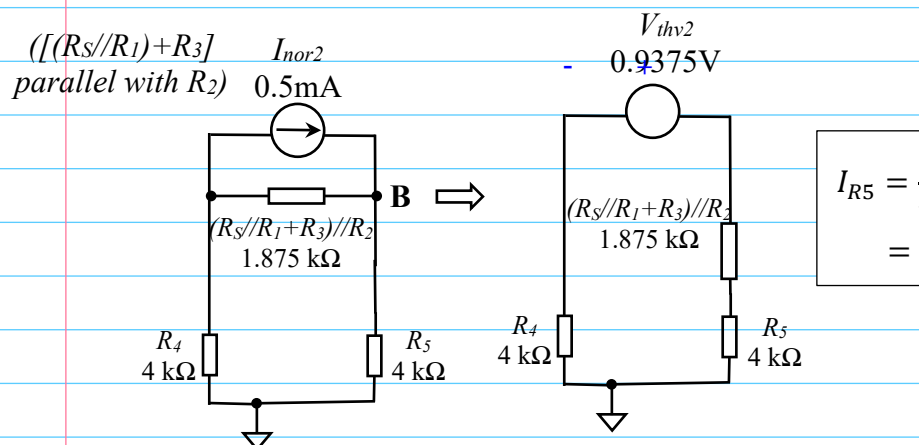 ([(RS//R1)+R3]
parallel with R2)
Inor2
0.5mA
B
(RS//R1+R3)//R2
1.875 kΩ
R4
4 kΩ
R5
4 kΩ
Vthv2
- +
0.9375V
(RS//R1+R3)//R2
1.875 kΩ
R4
4 kΩ
R5
4 kΩ
IR5 =
=